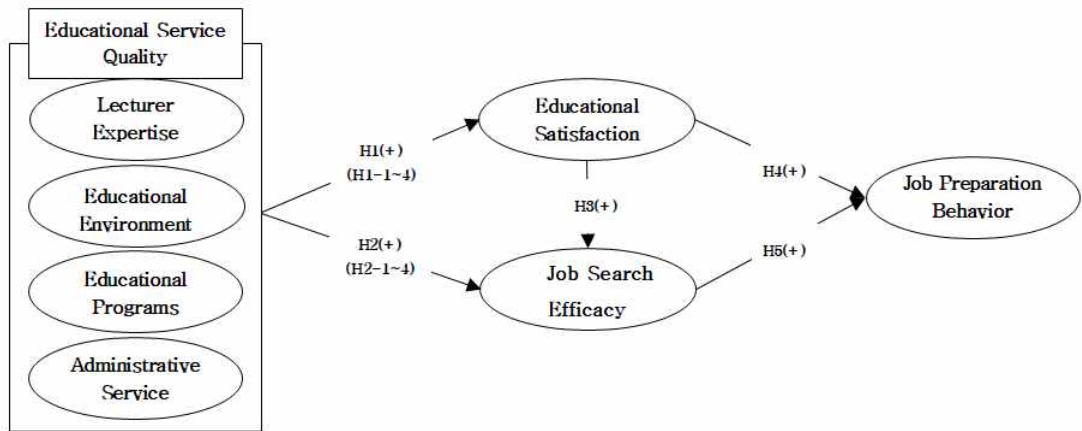 Educational Service
Quality
Lecturer
Expertise
Educational
Environment
Educational
Programs
Administrative
Service
H1(+)
(H1-1~4)
H2(+)
(H2-1~4)
Educational
Satisfaction
H3(+)
Job Search
Efficacy
H4(+)
H5(+)
Job Preparation
Behavior